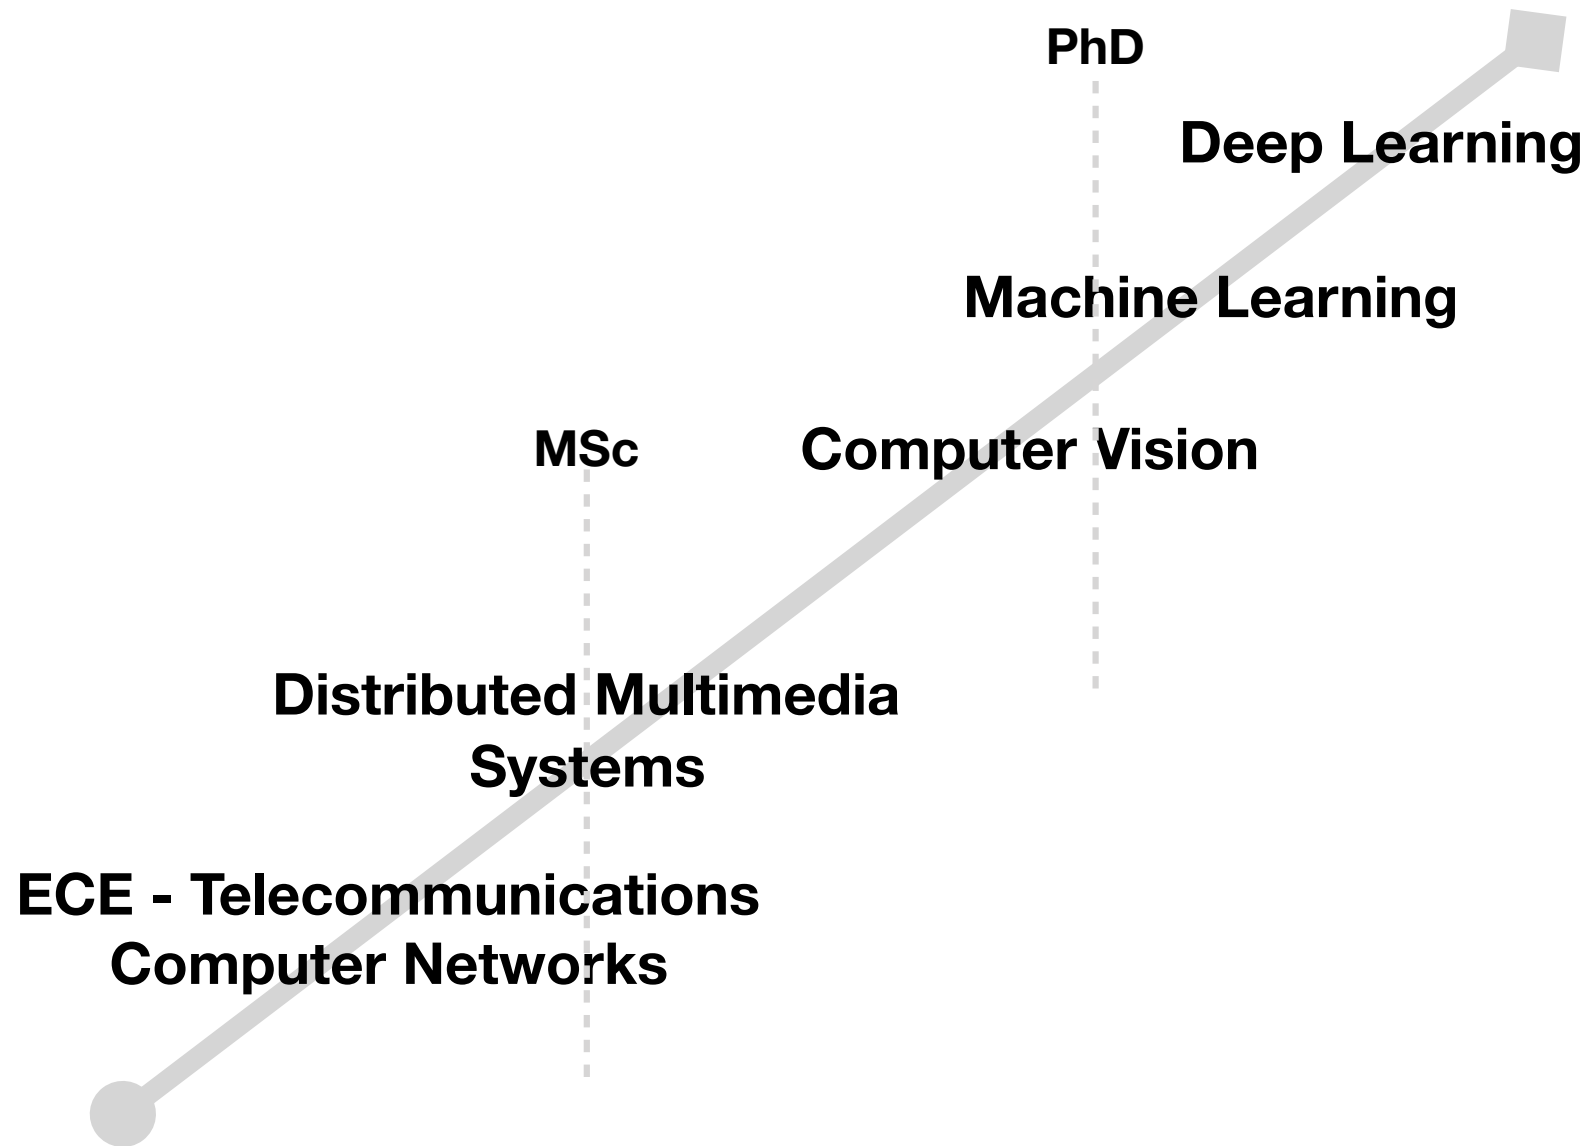 PhD
Deep Learning
Machine Learning
MSc
Computer Vision
Distributed Multimedia
Systems
ECE - Telecommunications
Computer Networks